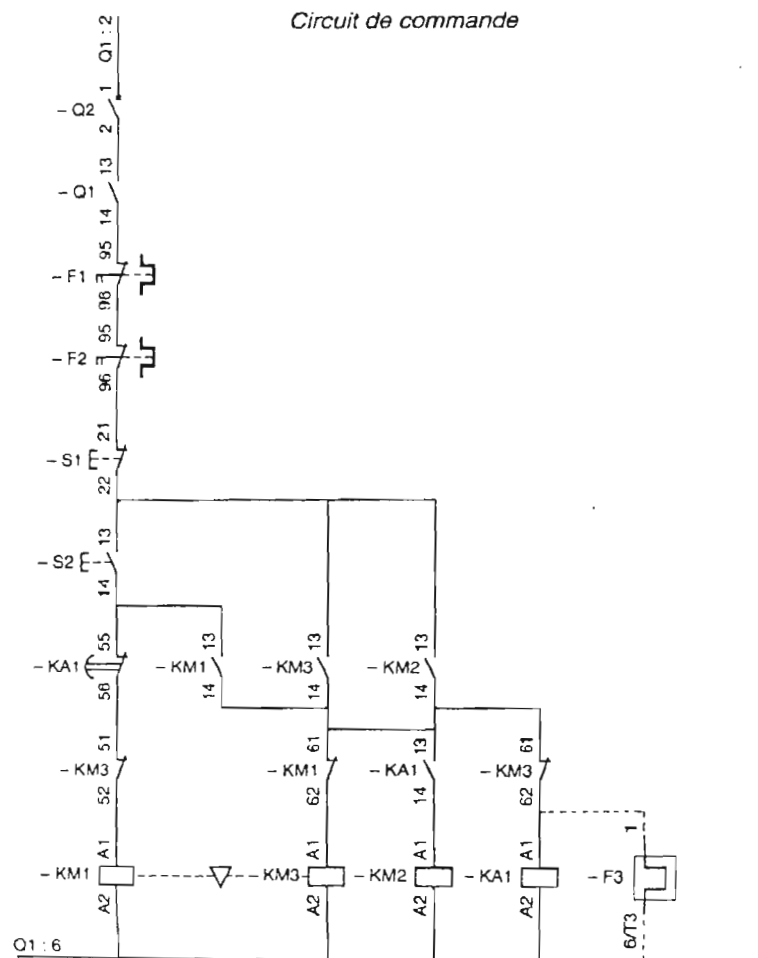 Circuit de commande
Q1 : 2
1
– Q2
2
13
– Q1
14
95
– F1
98
95
– F2
96
21
– S1
22
13
– S2
14
55
13
13
13
– KA1
– KM1
– KM3
– KM2
56
14
14
14
51
61
13
61
– KM3
– KM1
– KA1
– KM3
52
62
14
62
1
A1
A1
A1
A1
– KM1
– KM3
– KM2
– KA1
– F3
A2
A2
A2
A2
6/T3
Q1 : 6